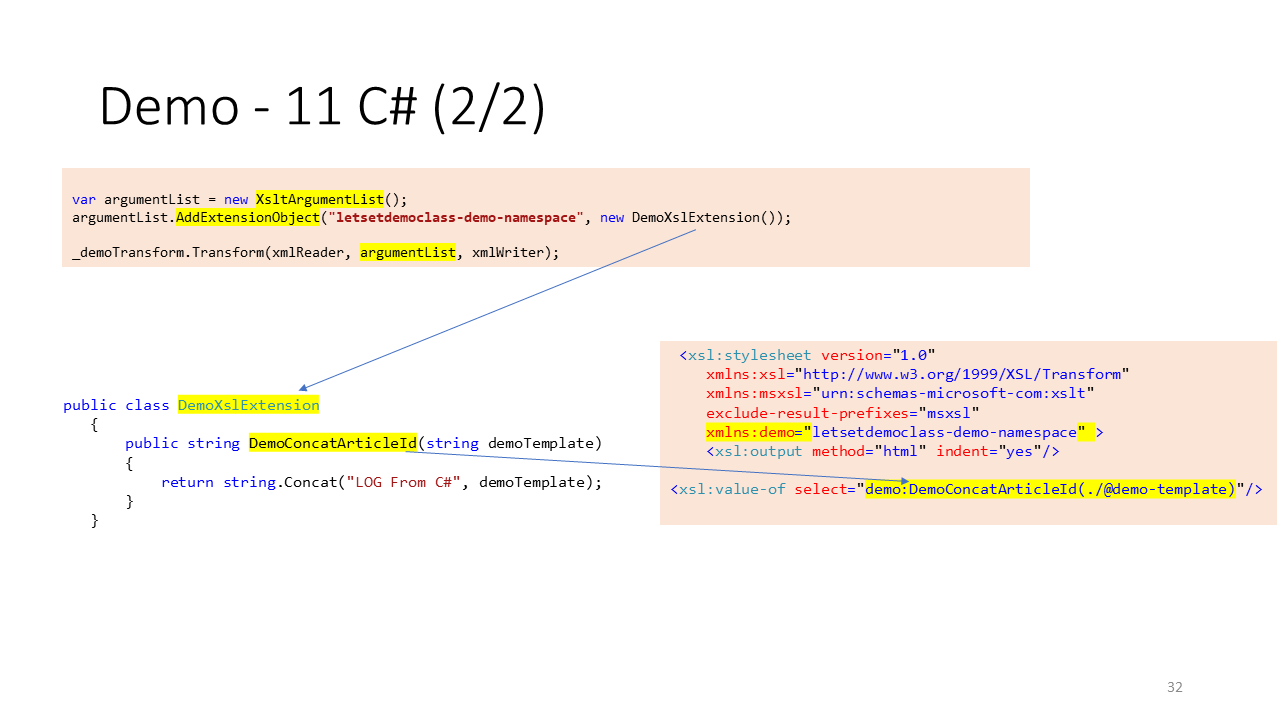 Demo - 11 C# (2/2)
var argumentList = new XsltArgumentList();
argumentList.AddExtensionObject("letsetdemoclass-demo-namespace", new DemoXslExtension());
_demoTransform.Transform(xmlReader, argumentList, xmlWriter);
public class DemoXslExtension
{
public string DemoConcatArticleId(string demoTemplate)
{
return string.Concat("LOG From C#", demoTemplate);
}
}
<xsl:stylesheet version="1.0"
xmlns:xsl="http://www.w3.org/1999/XSL/Transform"
xmlns:msxsl="urn:schemas-microsoft-com:xslt"
exclude-result-prefixes="msxsl"
xmlns:demo="letsetdemoclass-demo-namespace" >
<xsl:output method="html" indent="yes"/>
<xsl:value-of select="demo:DemoConcatArticleId(./@demo-template)"/>
32